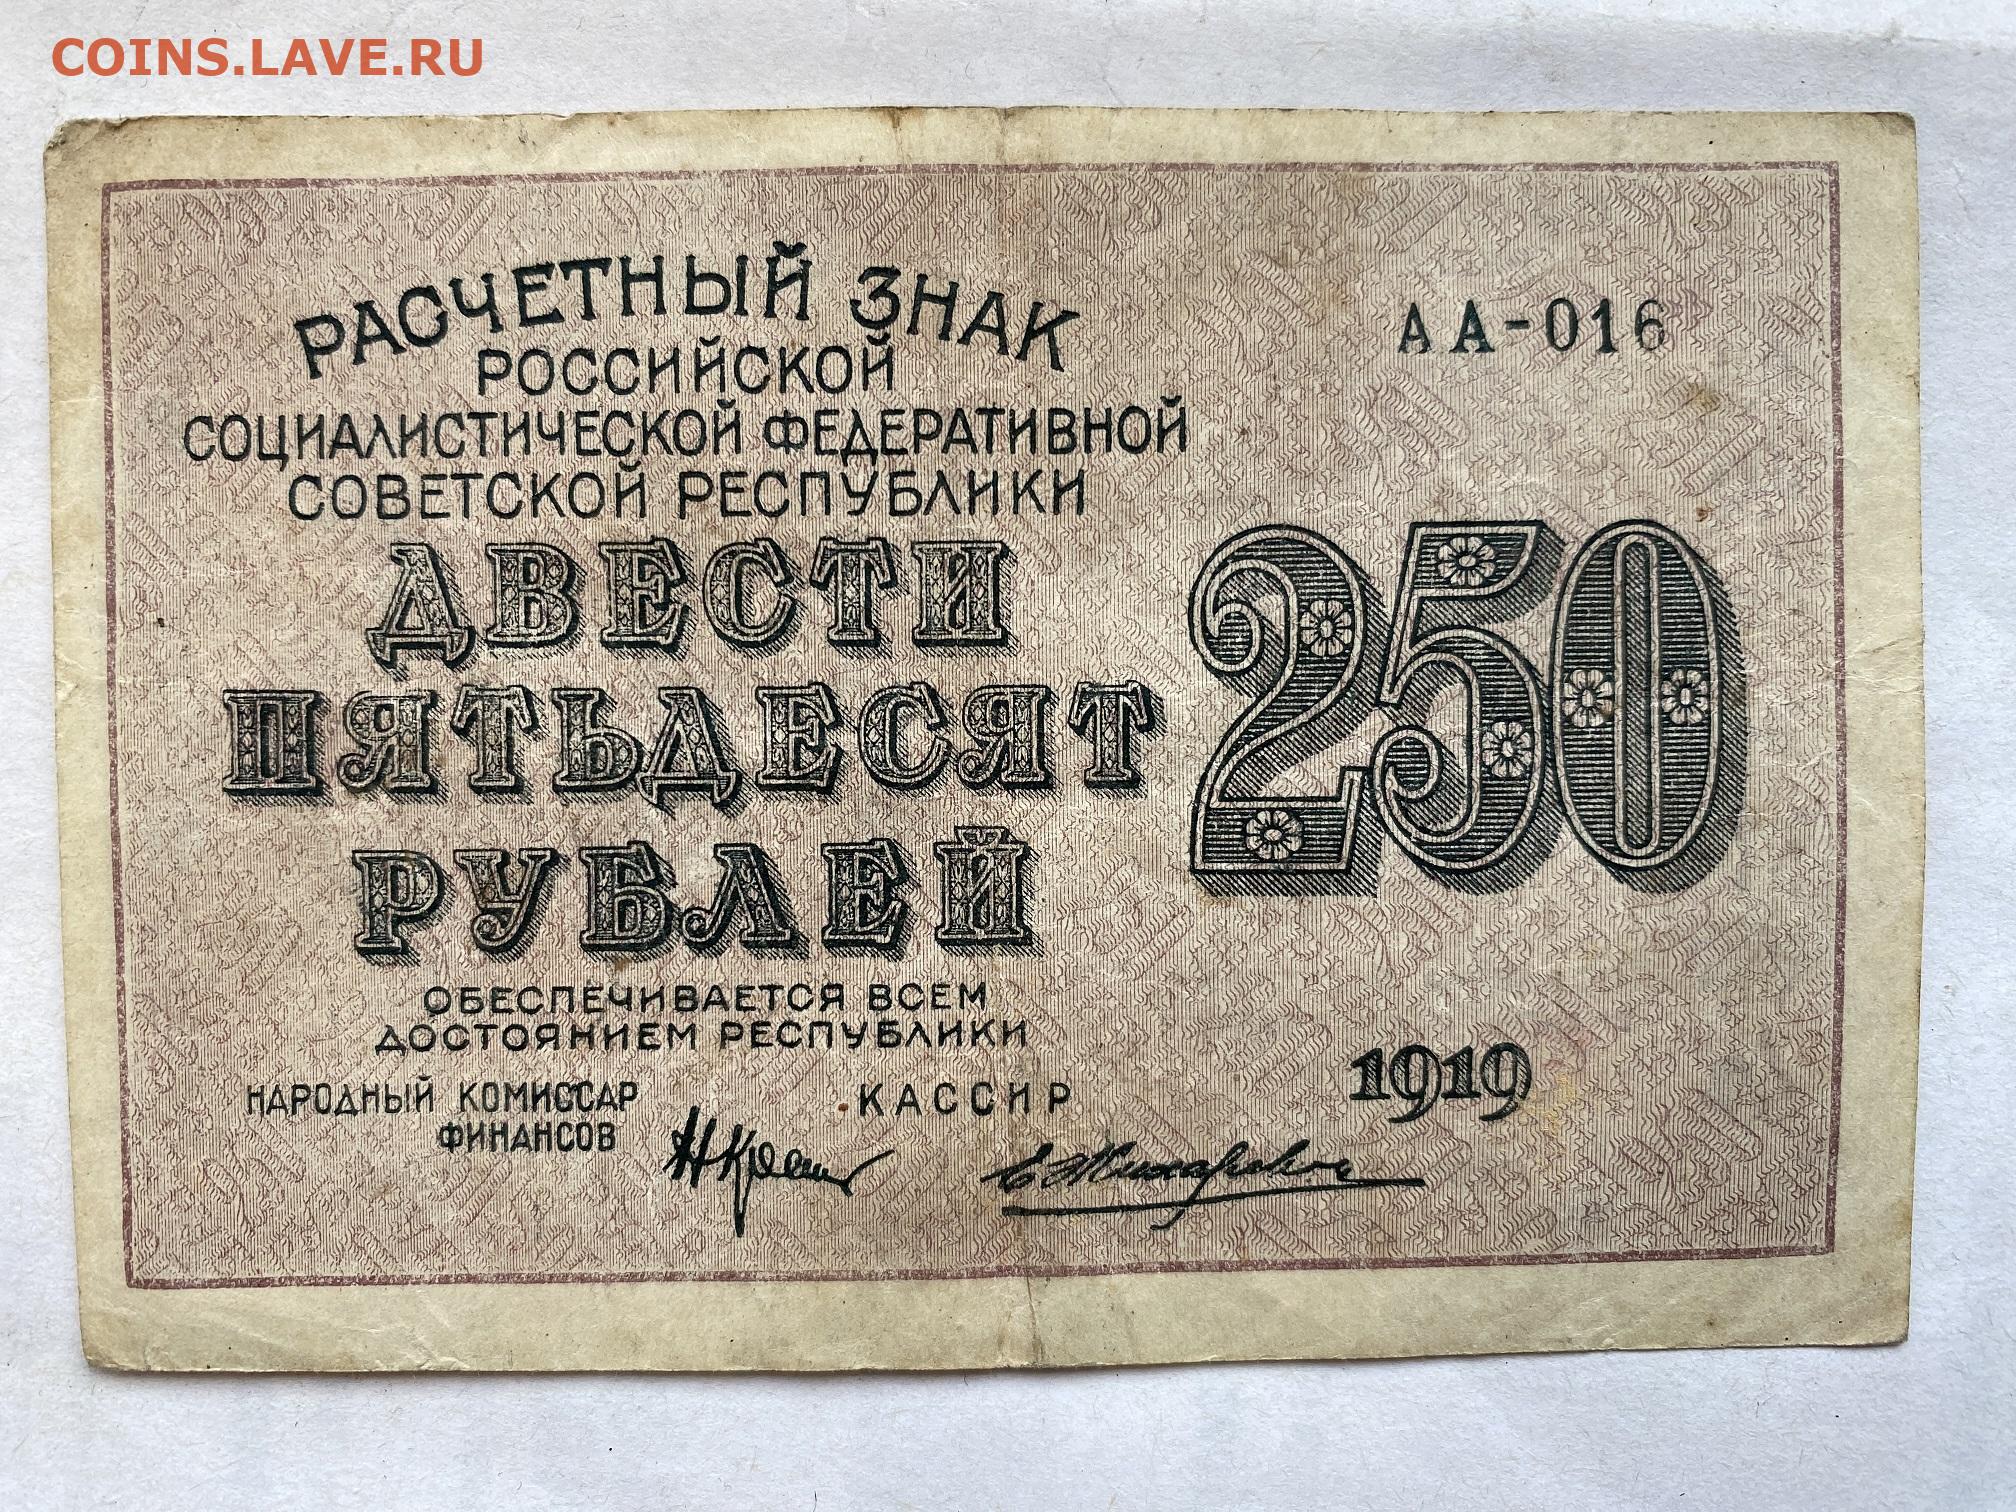 COINS.LAVE.RU
РАСЧЕТНЫЙ ЗНАК
РОССИЙСКОЙ
СОЦИАЛИСТИЧЕСКОЙ ФЕДЕРАТИВНОЙ
СОВЕТСКОЙ РЕСПУБЛИКИ
АА-016
ДВЕСТИ
ПЯТЬДЕСЯТ
РУБЛЕЙ
250
ОБЕСПЕЧИВАЕТСЯ ВСЕМ
ДОСТОЯНИЕМ РЕСПУБЛИКИ
НАРОДНЫЙ КОМИССАР
ФИНАНСОВ
КАССИР
1919